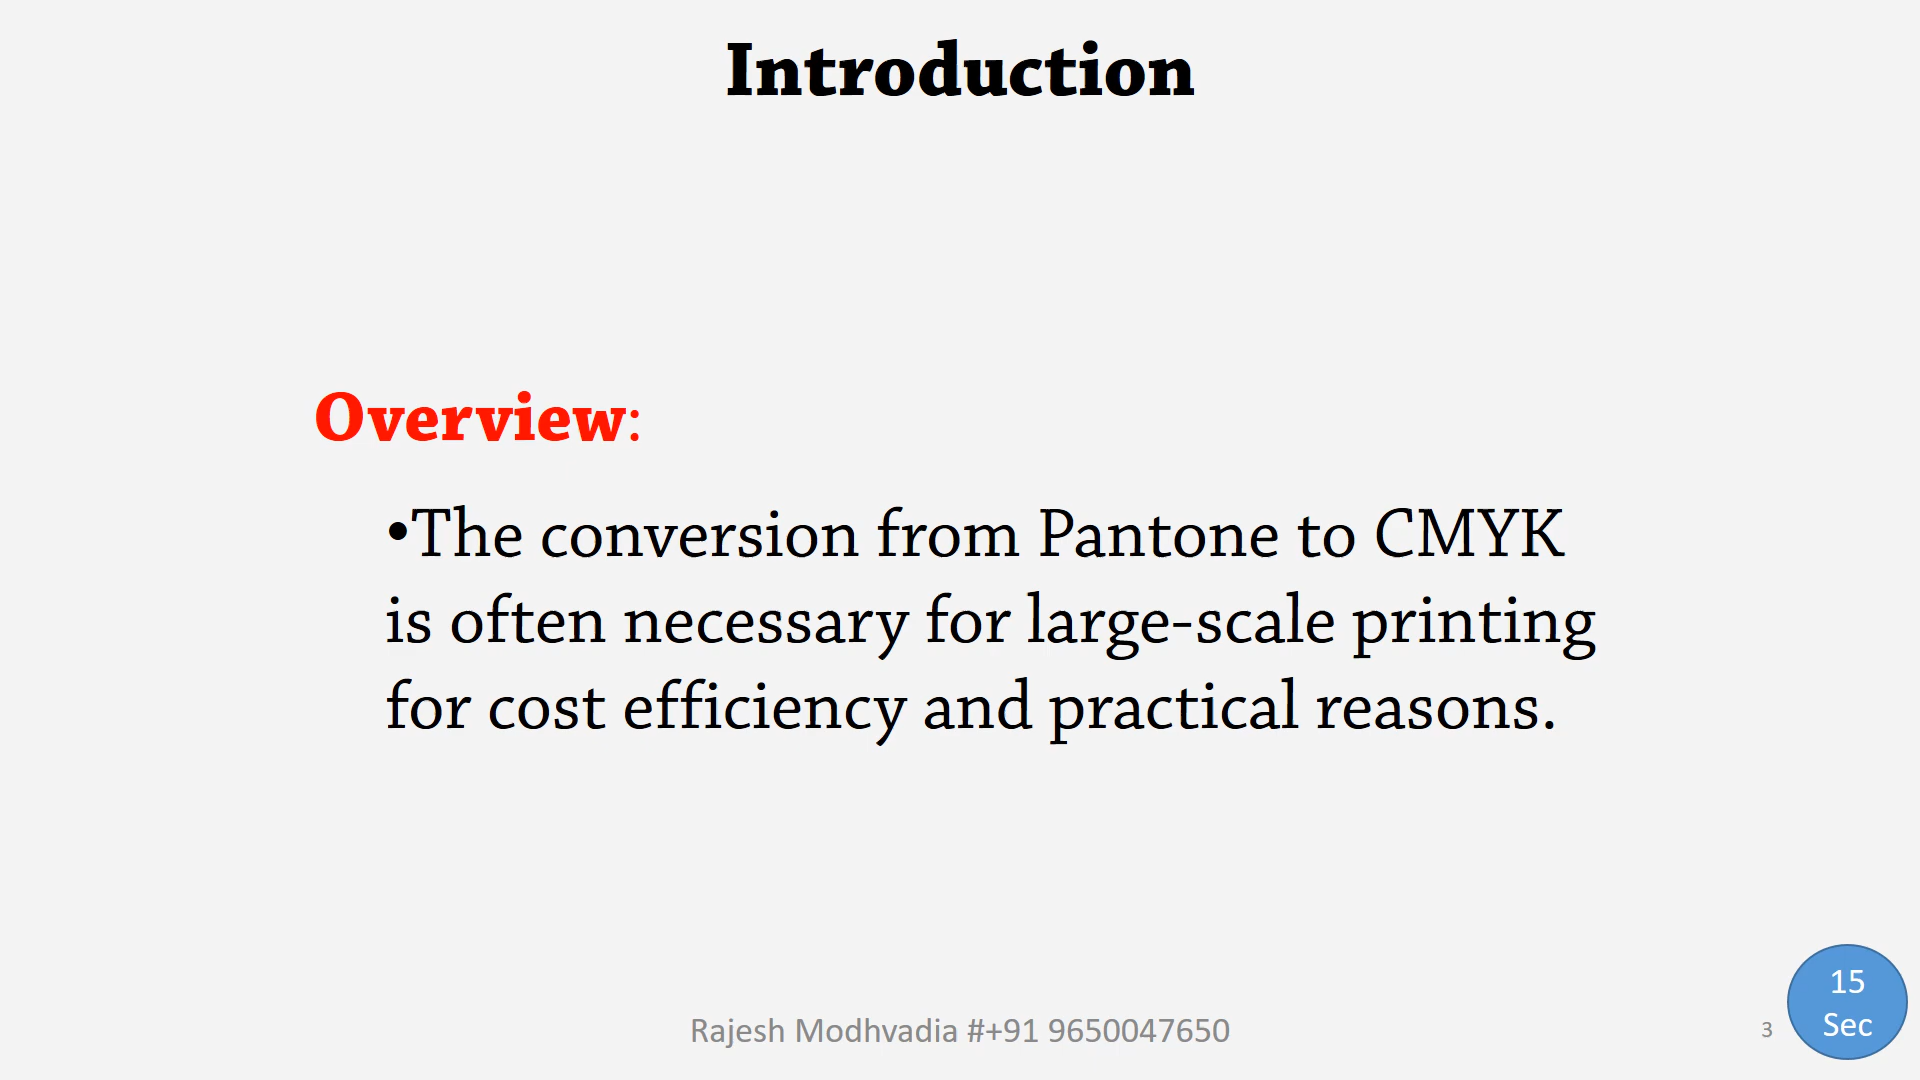 Introduction
Overview:
•The conversion from Pantone to CMYK
is often necessary for large-scale printing
for cost efficiency and practical reasons.
Rajesh Modhvadia #+91 9650047650
3
15
Sec